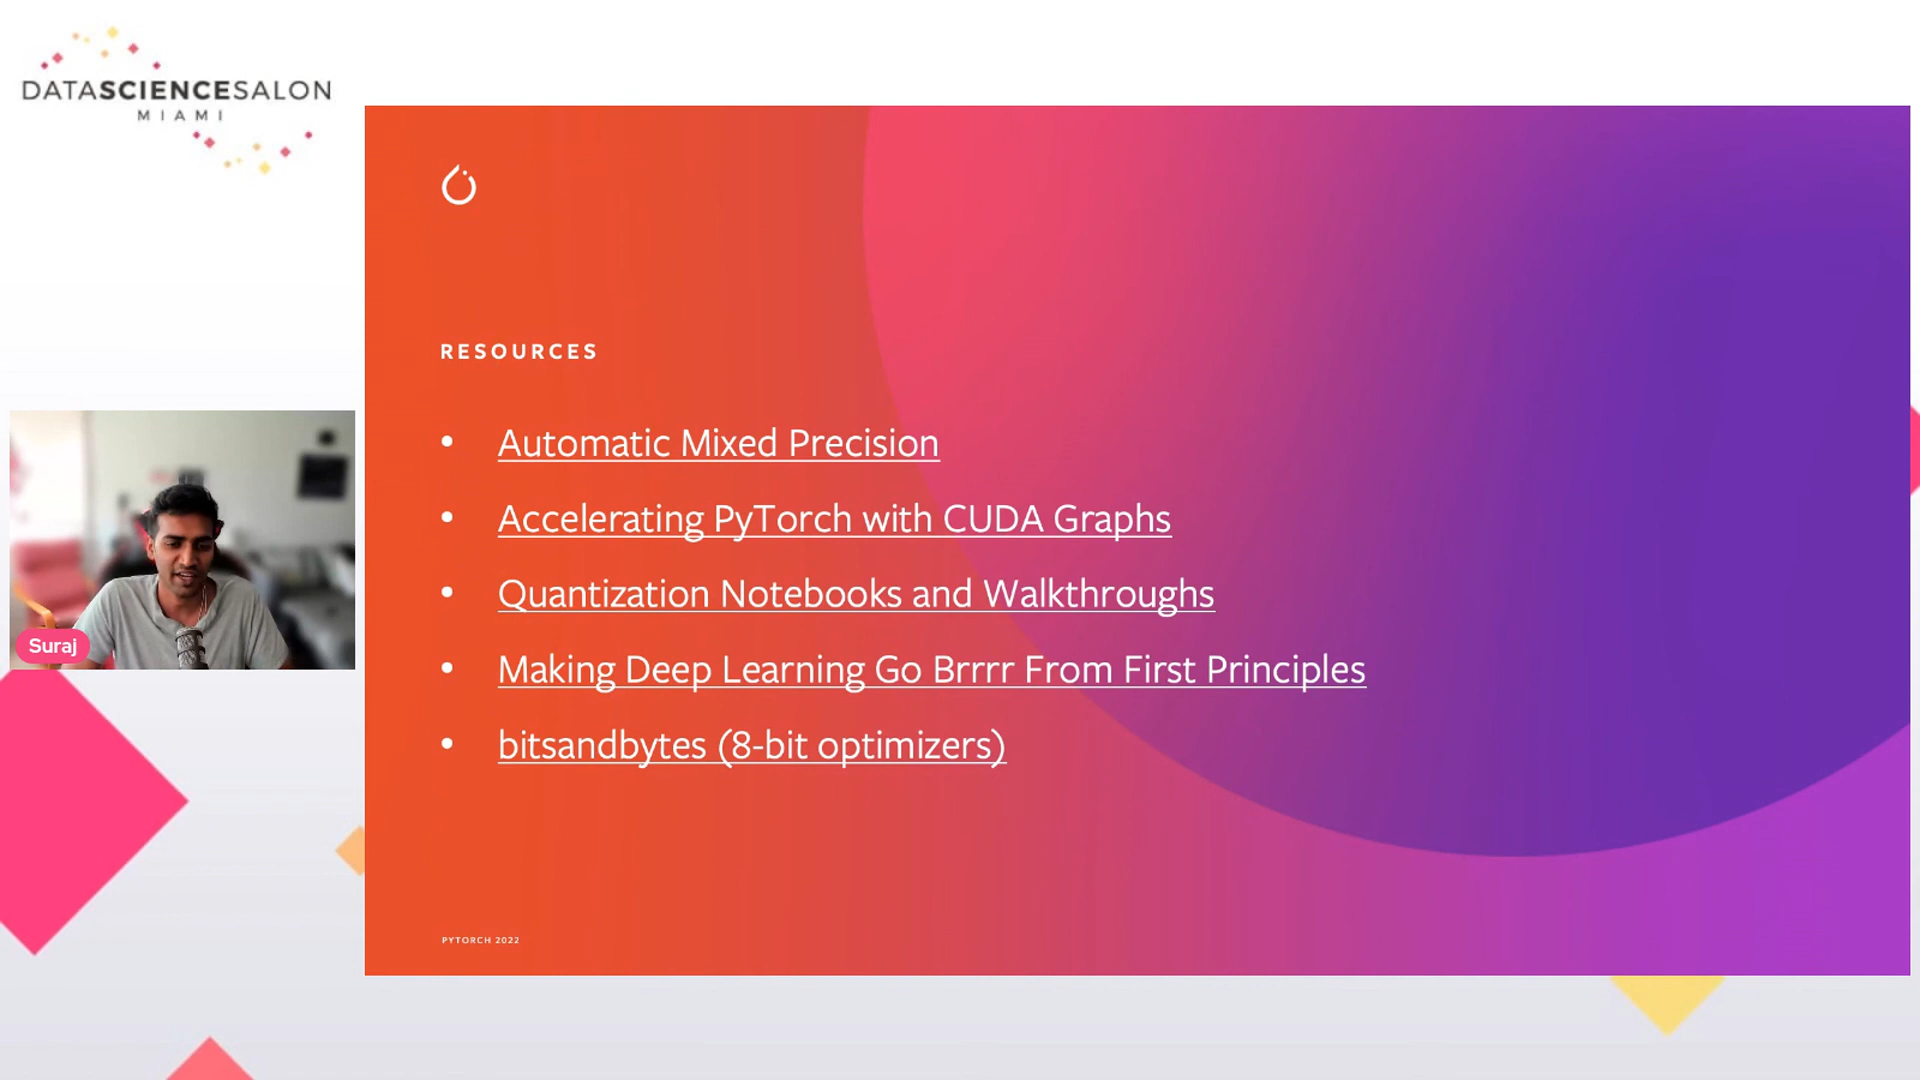 DATASCIENCESALON
MIAMI
RESOURCES
• Automatic Mixed Precision
• Accelerating PyTorch with CUDA Graphs
• Quantization Notebooks and Walkthroughs
• Making Deep Learning Go Brrrr From First Principles
• bitsandbytes (8-bit optimizers)
Suraj
PYTORCH 2022